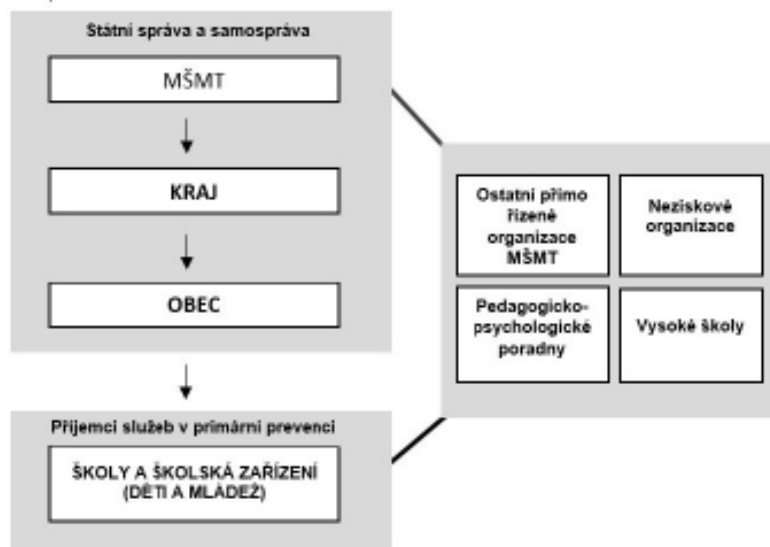 Státní správa a samospráva
MŠMT
KRAJ
OBEC
Ostatní přímo
řízené
organizace
MŠMT
Neziskové
organizace
Pedagogicko-
psychologické
poradny
Vysoké školy
Příjemci služeb v primární prevenci
ŠKOLY A ŠKOLSKÁ ZAŘÍZENÍ
(DĚTI A MLÁDEŽ)